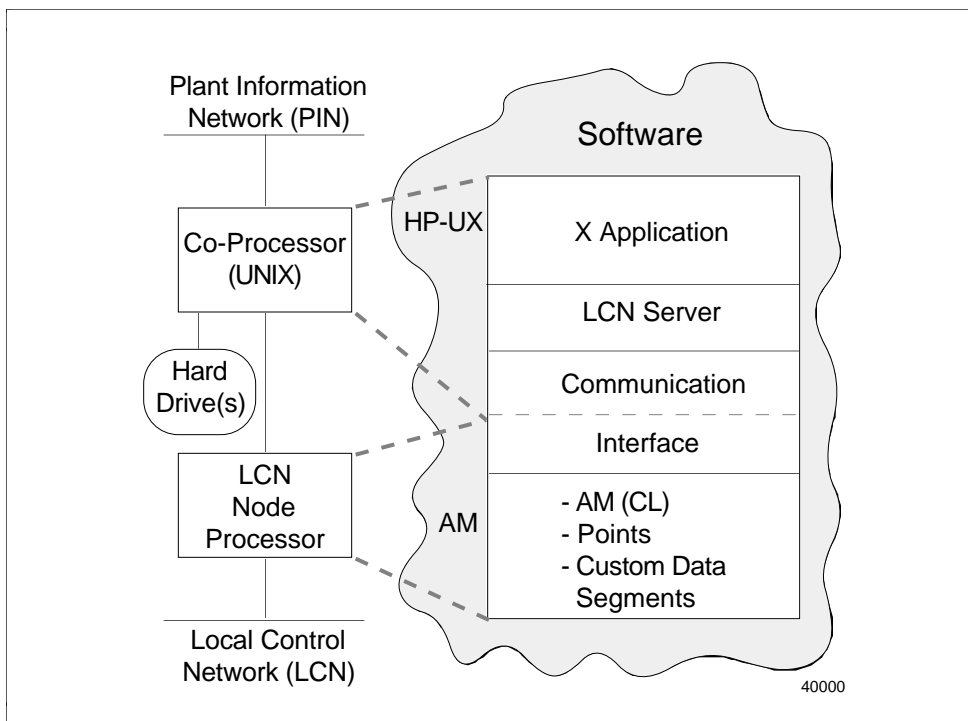 Plant Information
Network (PIN)
Co-Processor
(UNIX)
Hard
Drive(s)
LCN
Node
Processor
Local Control
Network (LCN)
Software
HP-UX
X Application
LCN Server
Communication
Interface
AM
- AM (CL)
- Points
- Custom Data
Segments
40000